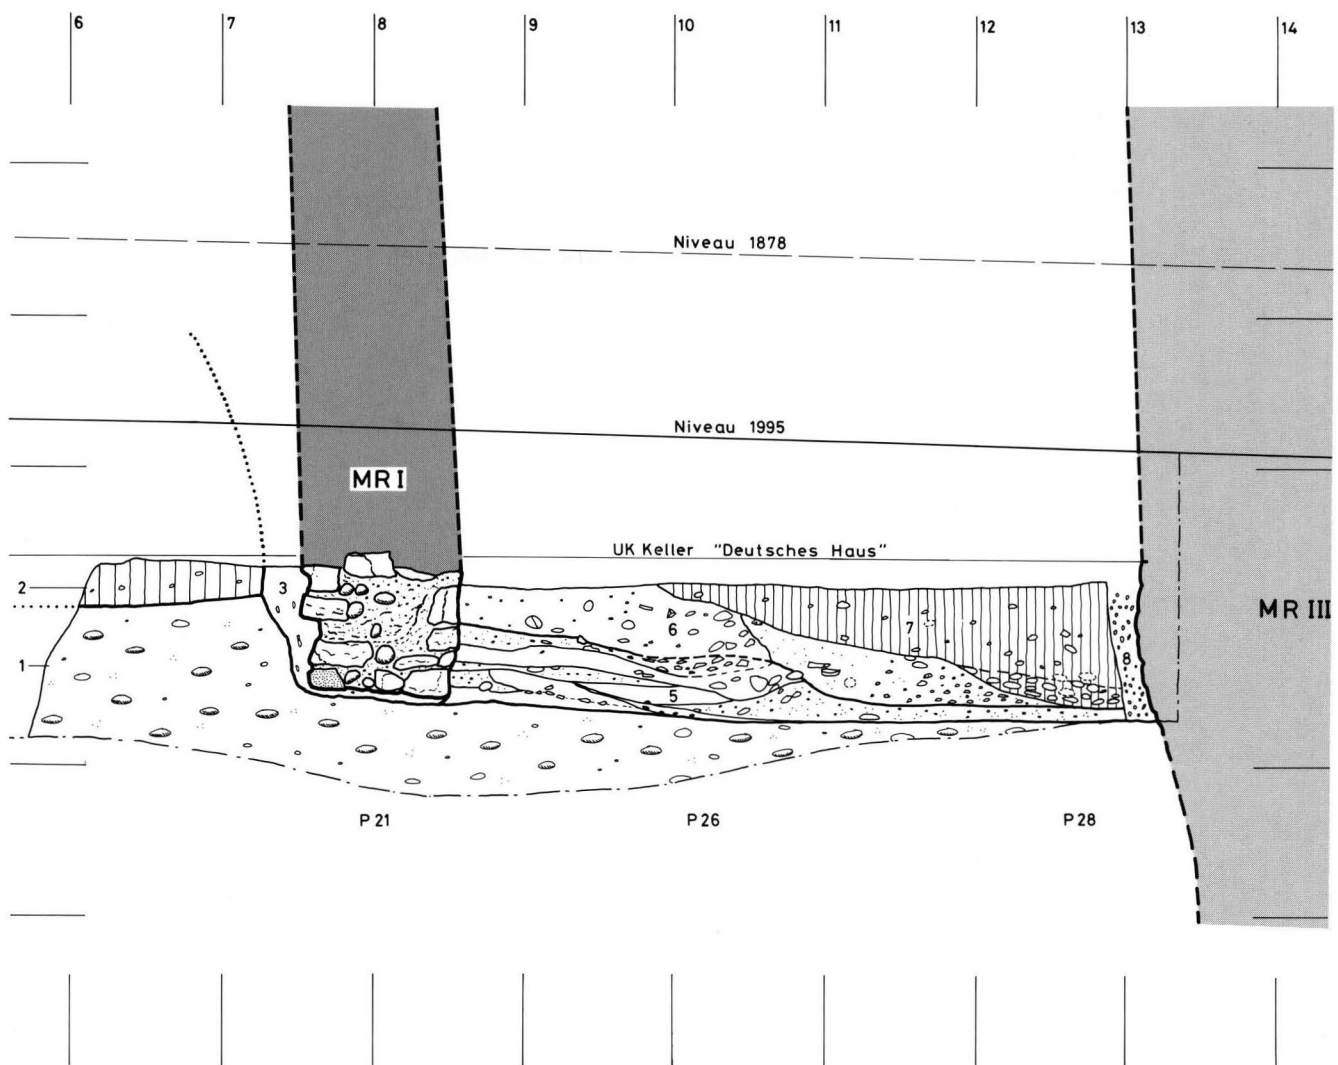 6 7 8 9 10 11 12 13 14
Niveau 1878
Niveau 1995
MR I
UK Keller "Deutsches Haus"
2
3
MR III
6
7
8
1
5
P 21 P 26 P 28